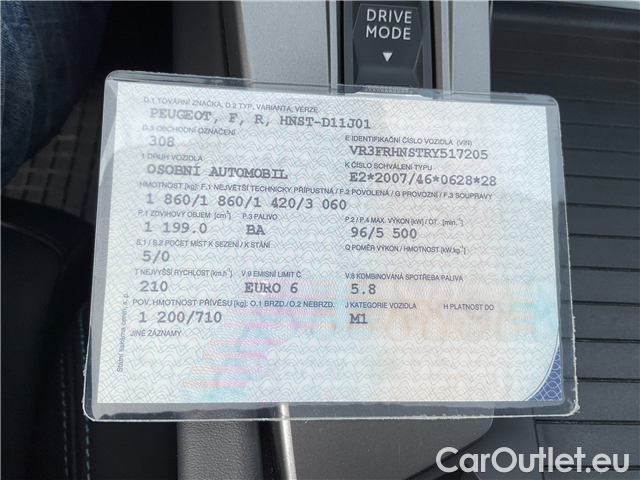 DRIVE
MODE
D.1 TOVÁRNÍ ZNAČKA, D.2 TYP, VARIANTA, VERZE
PEUGEOT, F, R, HNST-D11J01
D.3 OBCHODNÍ OZNAČENÍ
308
E IDENTIFIKAČNÍ ČÍSLO VOZIDLA (VIN)
VR3FRHNSTRY517205
1 DRUH VOZIDLA
OSOBNÍ AUTOMOBIL
K ČÍSLO SCHVÁLENÍ TYPU
E2*2007/46*0628*28
HMOTNOST [kg]: F.1 NEJVĚTŠÍ TECHNICKY PŘÍPUSTNÁ / F.2 POVOLENÁ / G PROVOZNÍ / F.3 SOUPRAVY
1 860/1 860/1 420/3 060
P.1 ZDVIHOVÝ OBJEM [cm³] P.3 PALIVO P.2 / P.4 MAX. VÝKON [kW] / OT. [min.⁻¹]
1 199.0 BA 96/5 500
S.1 / S.2 POČET MÍST K SEZENÍ / K STÁNÍ Q POMĚR VÝKON / HMOTNOST [kW.kg⁻¹]
5/0
T NEJVYŠŠÍ RYCHLOST [km.h⁻¹] V.9 EMISNÍ LIMIT Č. V.8 KOMBINOVANÁ SPOTŘEBA PALIVA
210 EURO 6 5.8
POV. HMOTNOST PŘÍVĚSU [kg]: O.1 BRZD. / O.2 NEBRZD. J KATEGORIE VOZIDLA H PLATNOST DO
1 200/710 M1
JINÉ ZÁZNAMY
Státní tiskárna cenin, s.p.
CarOutlet.eu